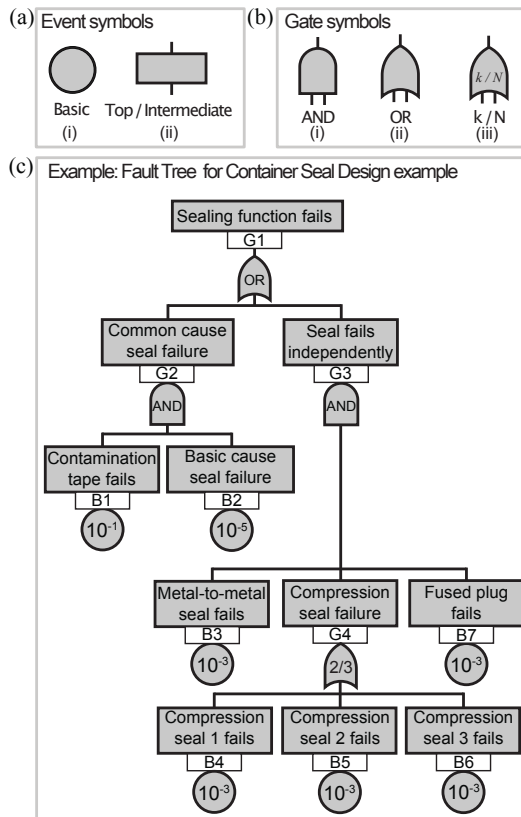 (a) Event symbols
Basic
(i)
Top / Intermediate
(ii)
(b) Gate symbols
AND
(i)
OR
(ii)
k / N
k / N
(iii)
(c) Example: Fault Tree for Container Seal Design example
Sealing function fails
G1
OR
Common cause
seal failure
G2
AND
Seal fails
independently
G3
AND
Contamination
tape fails
B1
10⁻¹
Basic cause
seal failure
B2
10⁻⁵
Metal-to-metal
seal fails
B3
10⁻³
Compression
seal failure
G4
2/3
Fused plug
fails
B7
10⁻³
Compression
seal 1 fails
B4
10⁻³
Compression
seal 2 fails
B5
10⁻³
Compression
seal 3 fails
B6
10⁻³